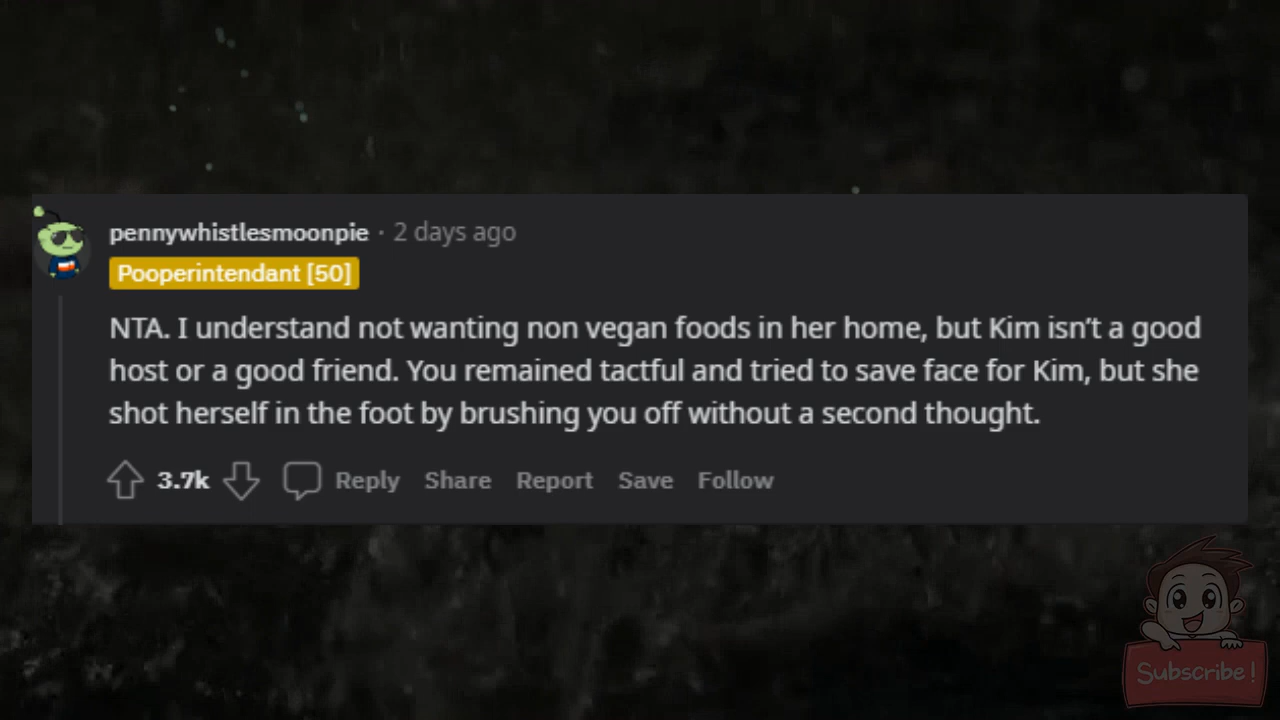 pennywhistlesmoonpie · 2 days ago
Pooperintendant [50]
NTA. I understand not wanting non vegan foods in her home, but Kim isn't a good
host or a good friend. You remained tactful and tried to save face for Kim, but she
shot herself in the foot by brushing you off without a second thought.
3.7k Reply Share Report Save Follow
Subscribe!